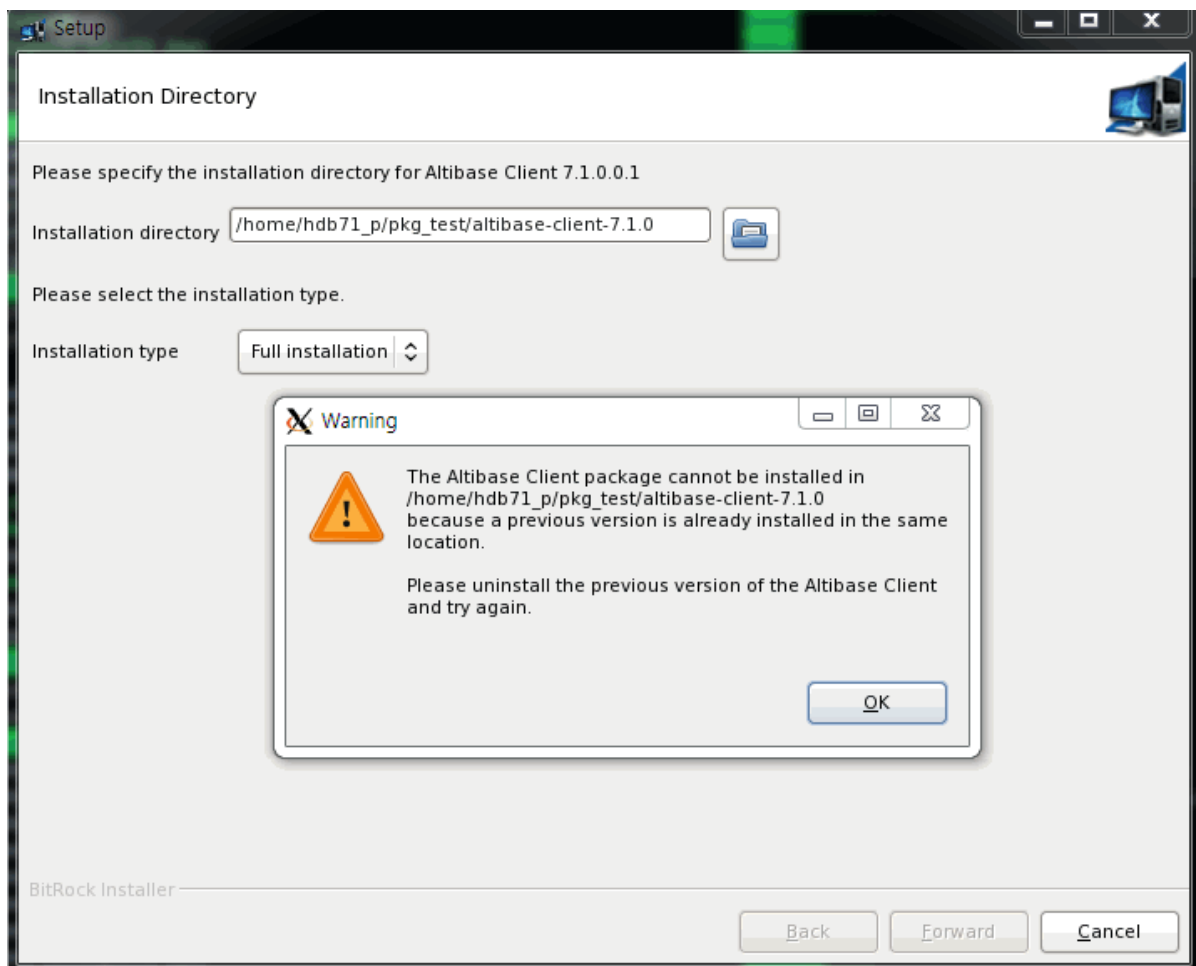 Setup
Installation Directory
Please specify the installation directory for Altibase Client 7.1.0.0.1
Installation directory /home/hdb71_p/pkg_test/altibase-client-7.1.0
Please select the installation type.
Installation type Full installation
Warning
The Altibase Client package cannot be installed in
/home/hdb71_p/pkg_test/altibase-client-7.1.0
because a previous version is already installed in the same
location.
Please uninstall the previous version of the Altibase Client
and try again.
OK
BitRock Installer
Back Forward Cancel